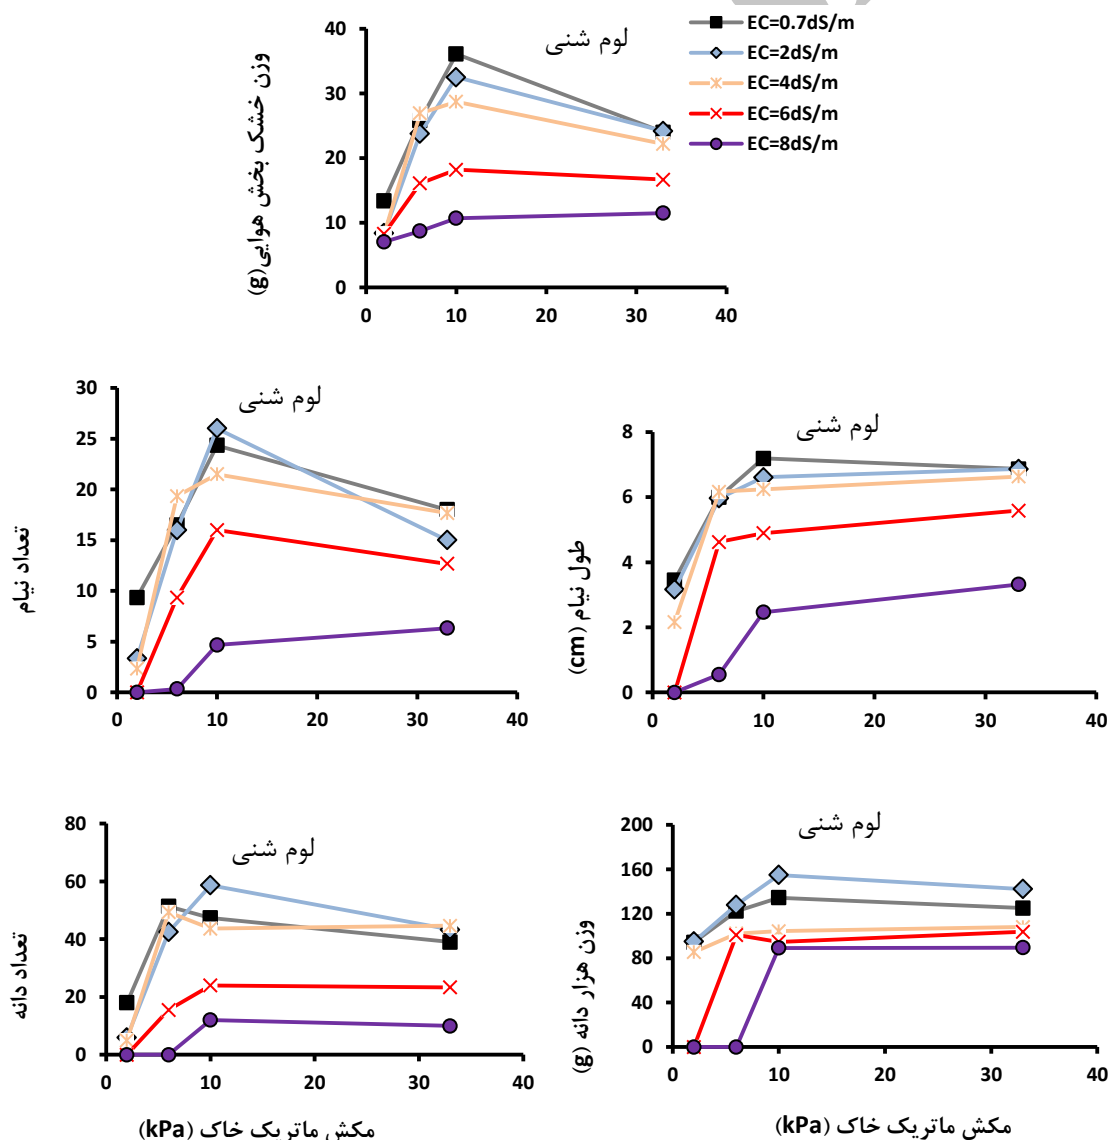 لوم شنی
EC=0.7dS/m
EC=2dS/m
EC=4dS/m
EC=6dS/m
EC=8dS/m
وزن خشک بخش هوایی(g)
40
30
20
10
0
0 10 20 30 40
لوم شنی
تعداد نیام
30
25
20
15
10
5
0
0 10 20 30 40
لوم شنی
طول نیام (cm)
8
6
4
2
0
0 10 20 30 40
لوم شنی
تعداد دانه
80
60
40
20
0
0 10 20 30 40
مکش ماتریک خاک (kPa)
لوم شنی
وزن هزار دانه (g)
200
160
120
80
40
0
0 10 20 30 40
مکش ماتریک خاک (kPa)